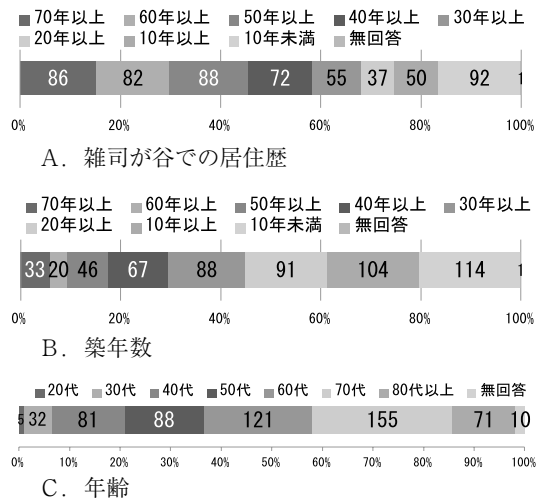 70年以上 60年以上 50年以上 40年以上 30年以上
20年以上 10年以上 10年未満 無回答
86 82 88 72 55 37 50 92 1
0% 20% 40% 60% 80% 100%
A．雑司が谷での居住歴
70年以上 60年以上 50年以上 40年以上 30年以上
20年以上 10年以上 10年未満 無回答
33 20 46 67 88 91 104 114 1
0% 20% 40% 60% 80% 100%
B．築年数
20代 30代 40代 50代 60代 70代 80代以上 無回答
5 32 81 88 121 155 71 10
0% 10% 20% 30% 40% 50% 60% 70% 80% 90% 100%
C．年齢